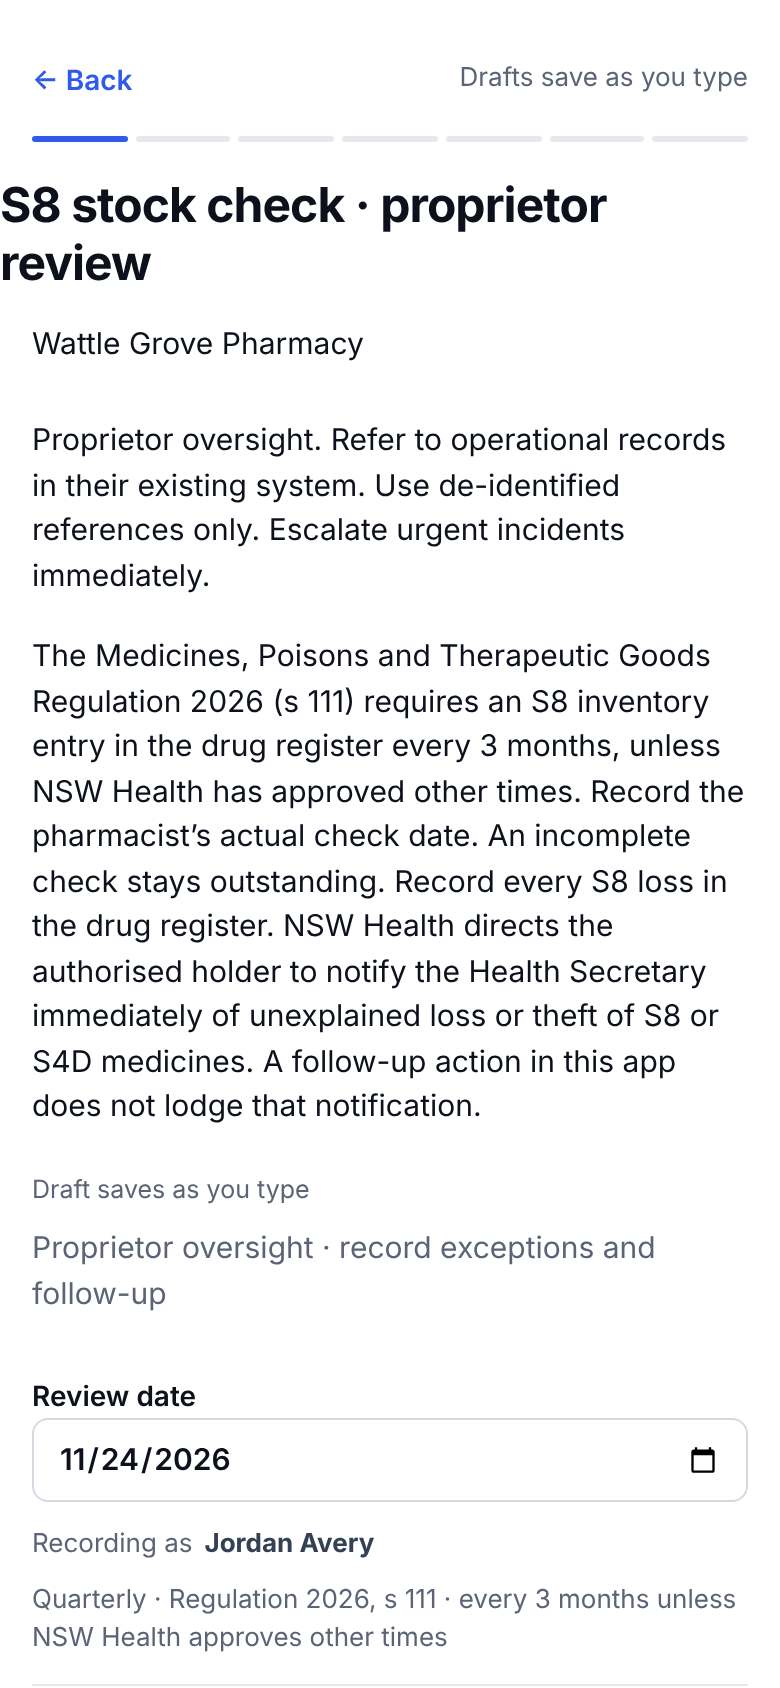 ← Back
Drafts save as you type
S8 stock check · proprietor
review
Wattle Grove Pharmacy
Proprietor oversight. Refer to operational records
in their existing system. Use de-identified
references only. Escalate urgent incidents
immediately.
The Medicines, Poisons and Therapeutic Goods
Regulation 2026 (s 111) requires an S8 inventory
entry in the drug register every 3 months, unless
NSW Health has approved other times. Record the
pharmacist’s actual check date. An incomplete
check stays outstanding. Record every S8 loss in
the drug register. NSW Health directs the
authorised holder to notify the Health Secretary
immediately of unexplained loss or theft of S8 or
S4D medicines. A follow-up action in this app
does not lodge that notification.
Draft saves as you type
Proprietor oversight · record exceptions and
follow-up
Review date
11/24/2026
Recording as Jordan Avery
Quarterly · Regulation 2026, s 111 · every 3 months unless
NSW Health approves other times